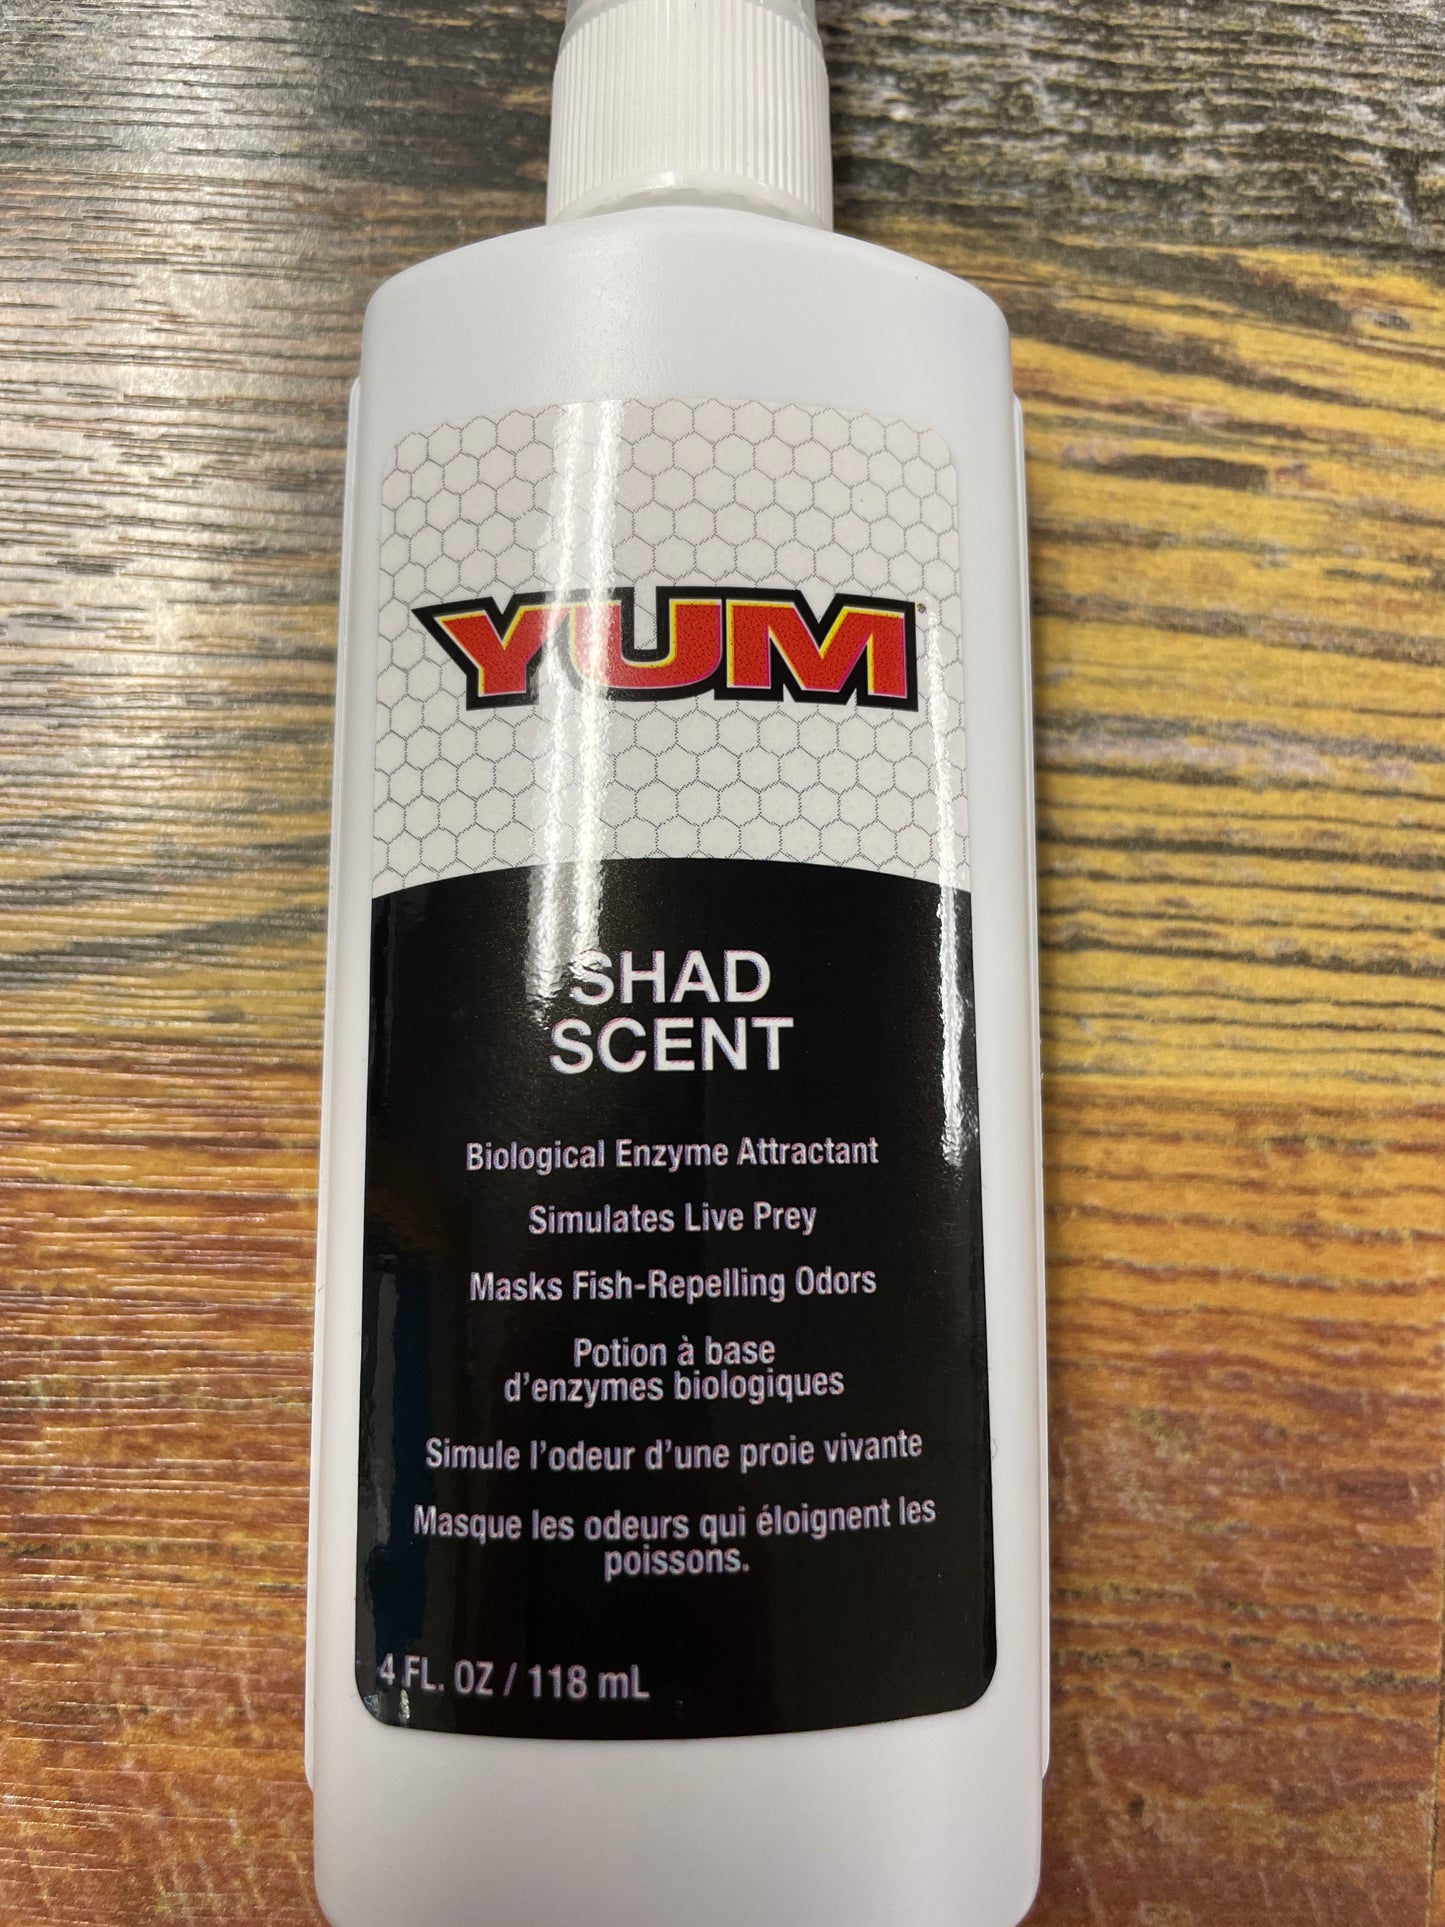 YUM
SHAD
SCENT
Biological Enzyme Attractant
Simulates Live Prey
Masks Fish-Repelling Odors
Potion à base
d'enzymes biologiques
Simule l'odeur d'une proie vivante
Masque les odeurs qui éloignent les
poissons.
4 FL. OZ / 118 mL